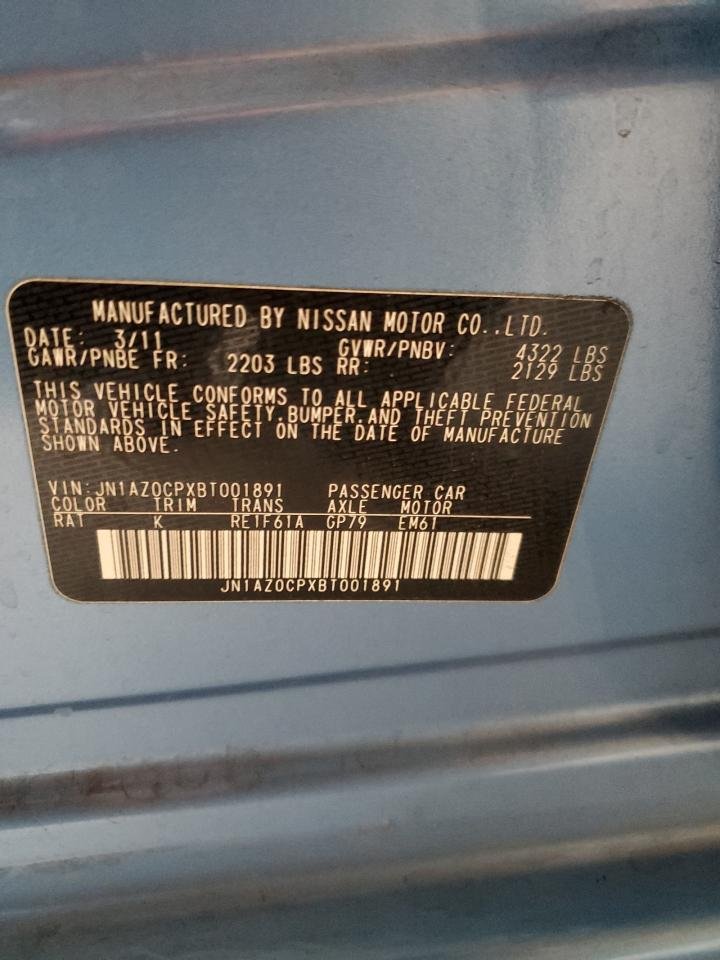 MANUFACTURED BY NISSAN MOTOR CO.,LTD.
DATE: 3/11 GVWR/PNBV: 4322 LBS
GAWR/PNBE FR: 2203 LBS RR: 2129 LBS
THIS VEHICLE CONFORMS TO ALL APPLICABLE FEDERAL
MOTOR VEHICLE SAFETY,BUMPER,AND THEFT PREVENTION
STANDARDS IN EFFECT ON THE DATE OF MANUFACTURE
SHOWN ABOVE.
VIN:JN1AZ0CPXBT001891 PASSENGER CAR
COLOR TRIM TRANS AXLE MOTOR
RAT K RE1F61A GP79 EM61
JN1AZ0CPXBT001891